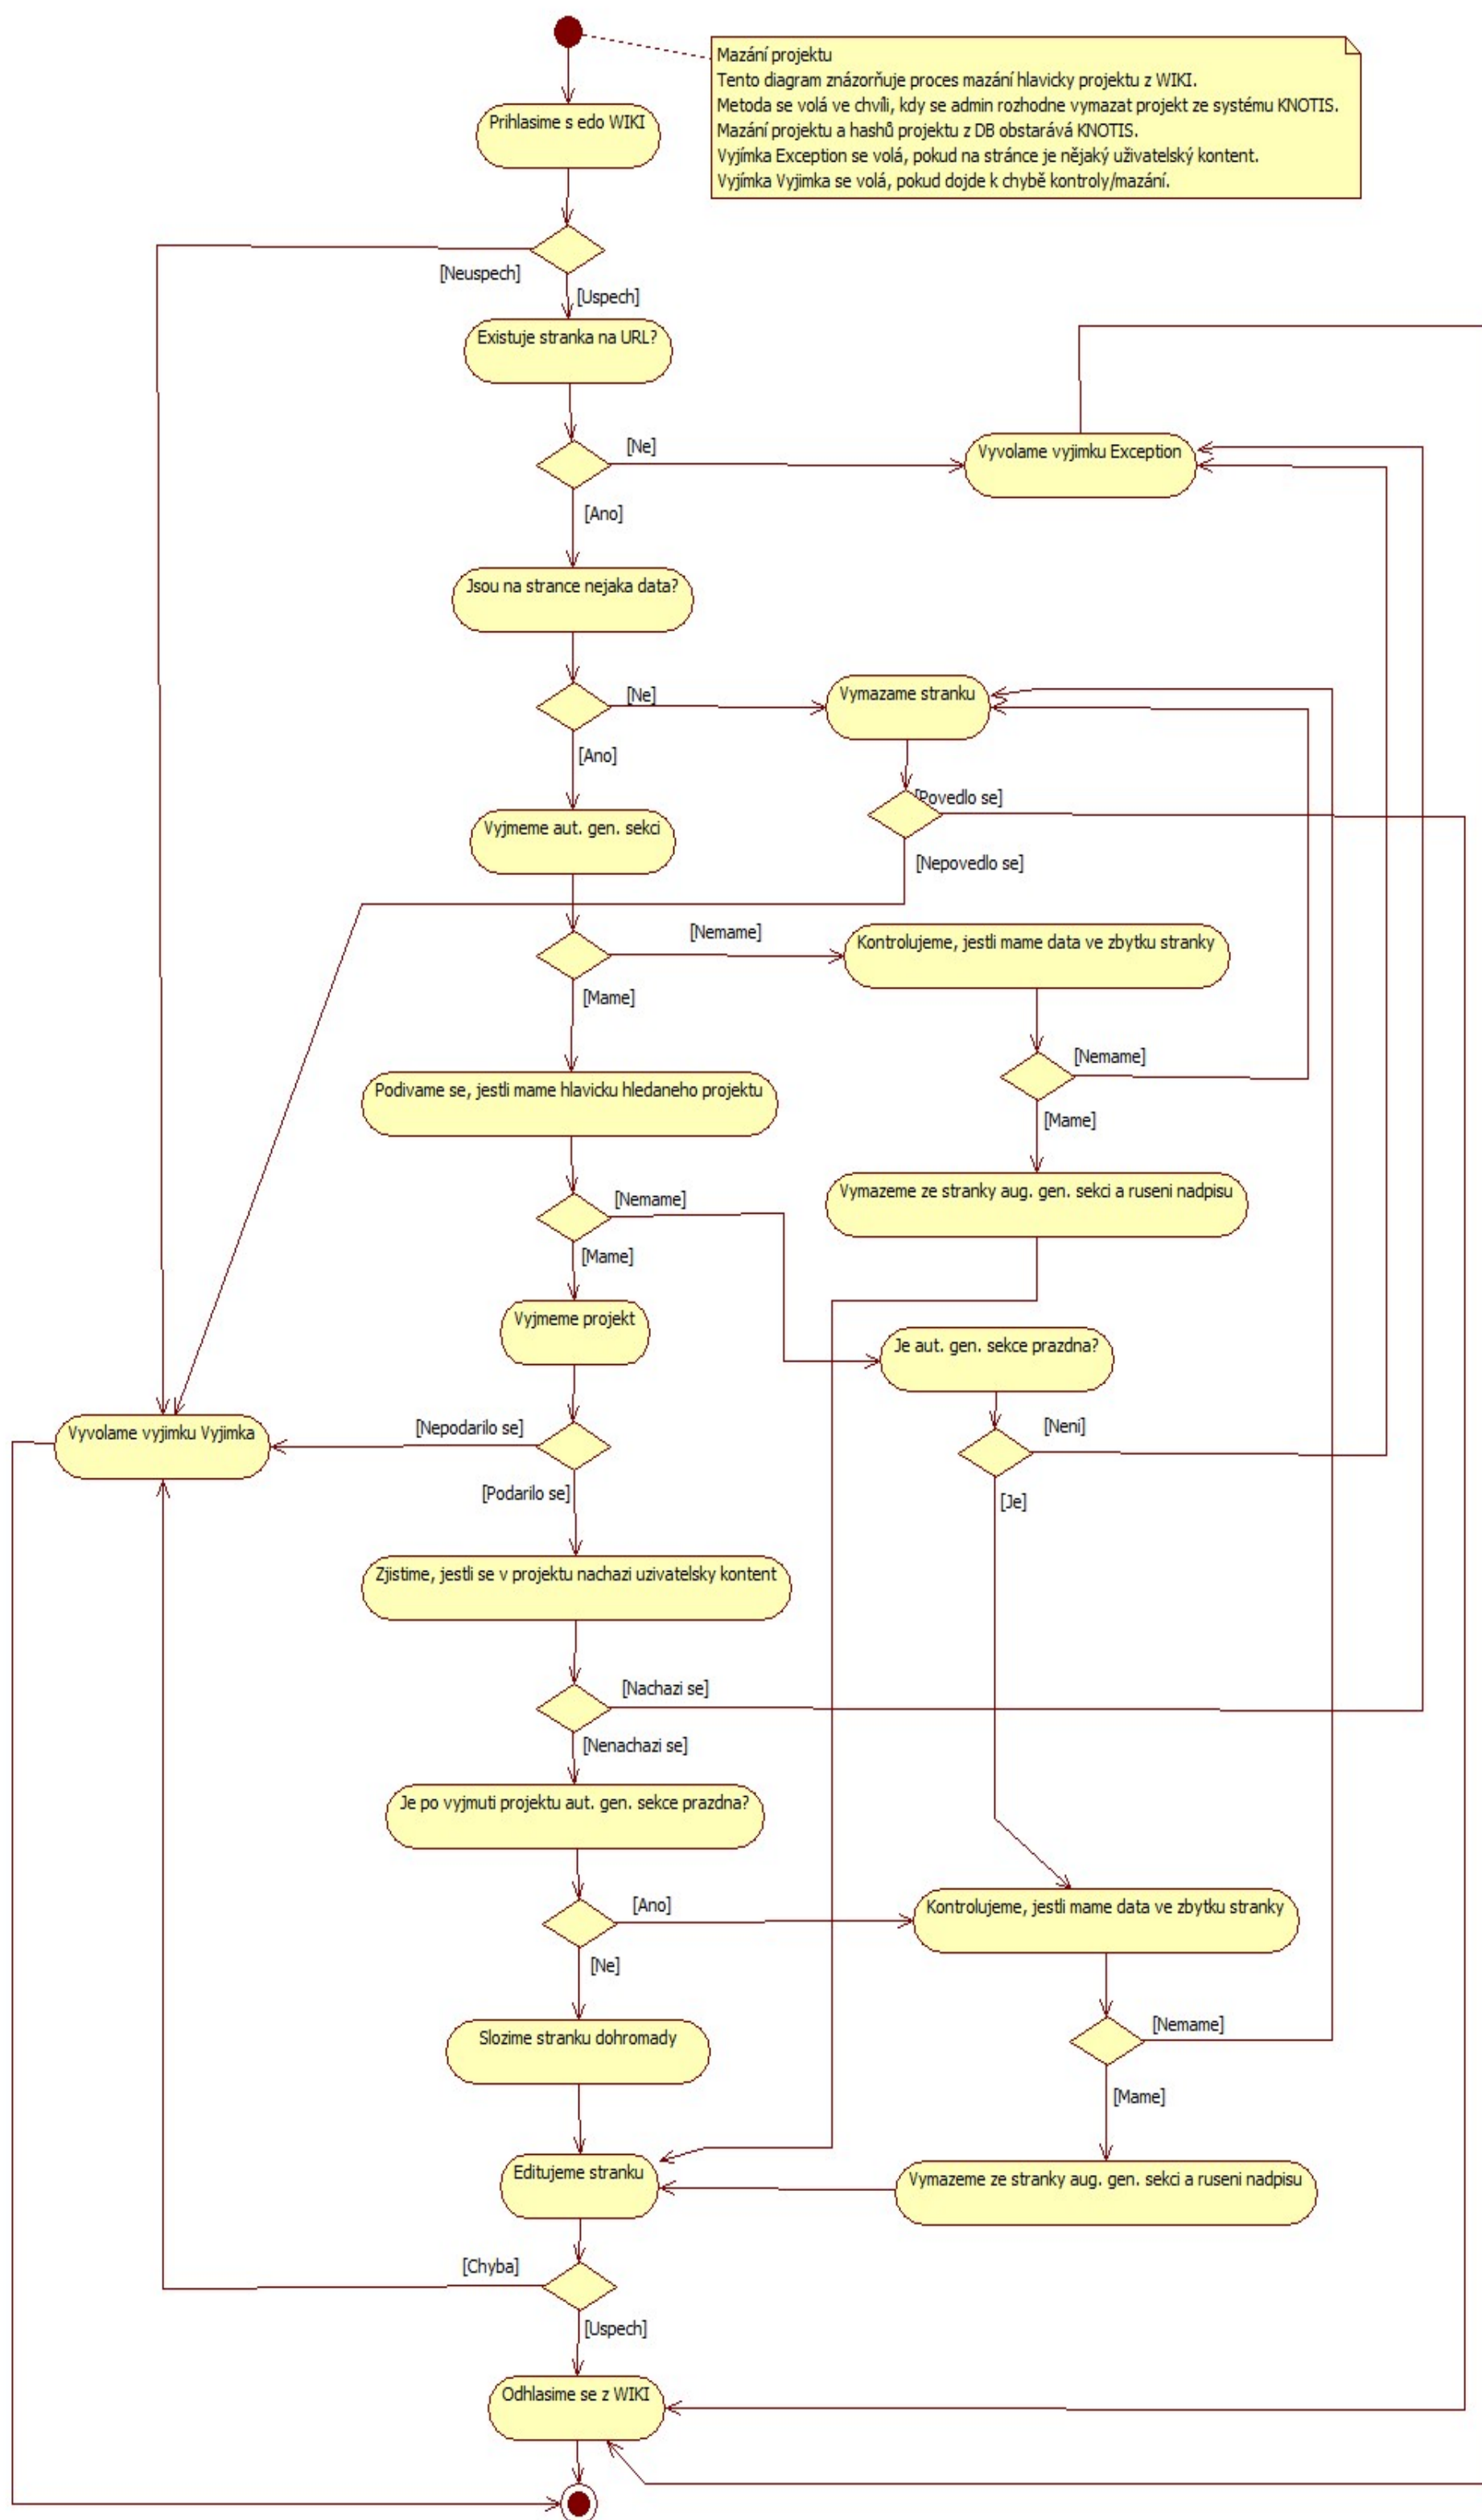 Mazání projektu
Tento diagram znázorňuje proces mazání hlavicky projektu z WIKI.
Metoda se volá ve chvíli, kdy se admin rozhodne vymazat projekt ze systému KNOTIS.
Mazání projektu a hashů projektu z DB obstarává KNOTIS.
Vyjímka Exception se volá, pokud na stránce je nějaký uživatelský kontent.
Vyjímka Vyjimka se volá, pokud dojde k chybě kontroly/mazání.
Prihlasime s edo WIKI
[Neuspech]
[Uspech]
Existuje stranka na URL?
[Ne]
Vyvolame vyjimku Exception
[Ano]
Jsou na strance nejaka data?
[Ne]
Vymazame stranku
[Ano]
[Povedlo se]
Vyjmeme aut. gen. sekci
[Nepovedlo se]
[Nemame]
Kontrolujeme, jestli mame data ve zbytku stranky
[Mame]
[Nemame]
Podivame se, jestli mame hlavicku hledaneho projektu
[Mame]
Vymazeme ze stranky aug. gen. sekci a ruseni nadpisu
[Nemame]
[Mame]
Vyjmeme projekt
Je aut. gen. sekce prazdna?
Vyvolame vyjimku Vyjimka
[Nepodarilo se]
[Neni]
[Podarilo se]
[Je]
Zjistime, jestli se v projektu nachazi uzivatelsky kontent
[Nachazi se]
[Nenachazi se]
Je po vyjmuti projektu aut. gen. sekce prazdna?
[Ano]
Kontrolujeme, jestli mame data ve zbytku stranky
[Ne]
[Nemame]
Slozime stranku dohromady
[Mame]
Editujeme stranku
Vymazeme ze stranky aug. gen. sekci a ruseni nadpisu
[Chyba]
[Uspech]
Odhlasime se z WIKI